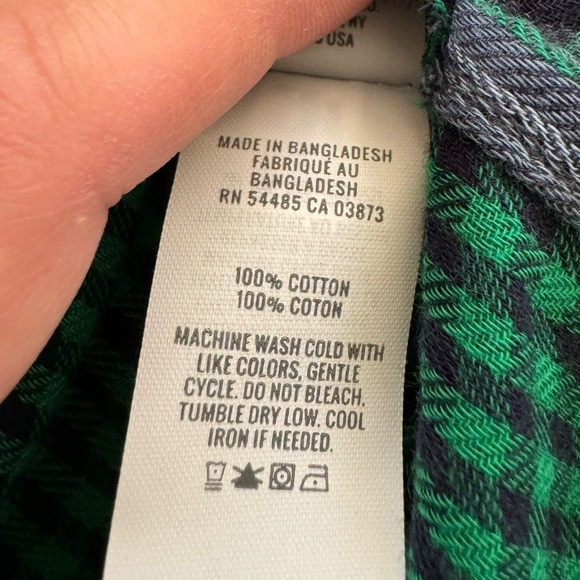 USA
MADE IN BANGLADESH
FABRIQUÉ AU
BANGLADESH
RN 54485 CA 03873
100% COTTON
100% COTON
MACHINE WASH COLD WITH
LIKE COLORS. GENTLE
CYCLE. DO NOT BLEACH.
TUMBLE DRY LOW. COOL
IRON IF NEEDED.